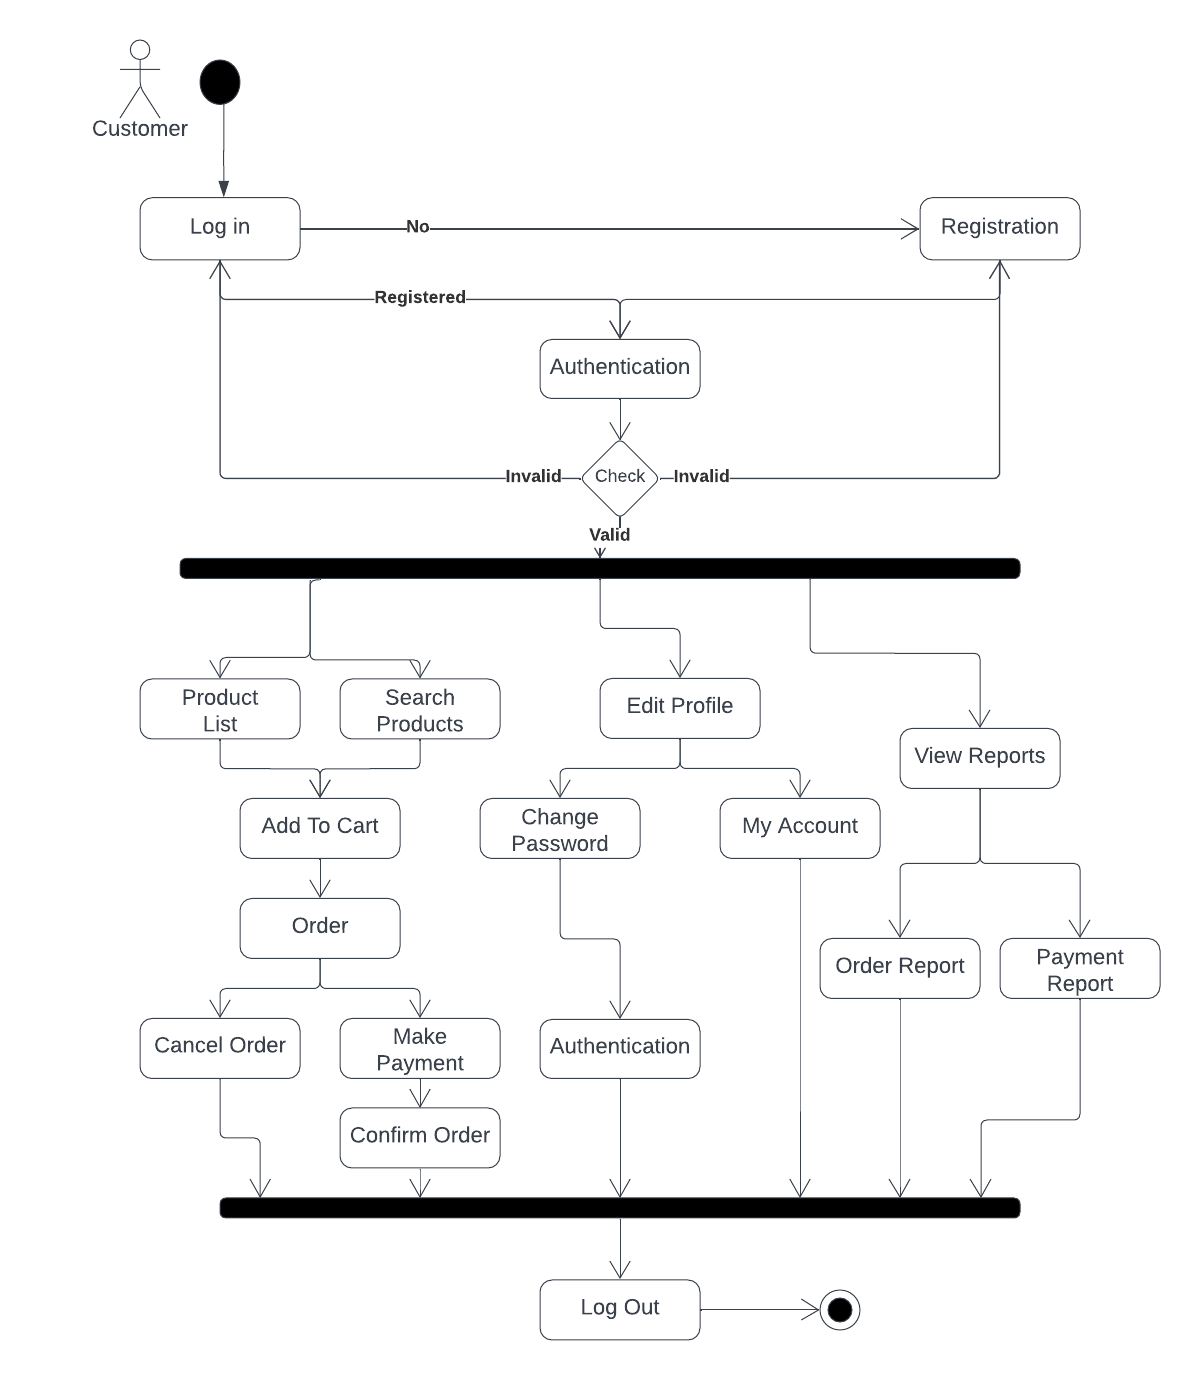 Customer
Log in
No
Registration
Registered
Authentication
Invalid
Check
Invalid
Valid
Product
List
Search
Products
Edit Profile
View Reports
Add To Cart
Change
Password
My Account
Order
Order Report
Payment
Report
Cancel Order
Make
Payment
Authentication
Confirm Order
Log Out